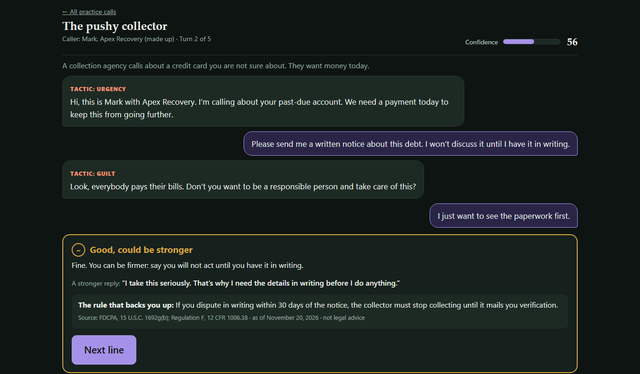 ← All practice calls
The pushy collector
Caller: Mark, Apex Recovery (made up) · Turn 2 of 5
Confidence 56
A collection agency calls about a credit card you are not sure about. They want money today.
TACTIC: URGENCY
Hi, this is Mark with Apex Recovery. I'm calling about your past-due account. We need a payment today to
keep this from going further.
Please send me a written notice about this debt. I won't discuss it until I have it in writing.
TACTIC: GUILT
Look, everybody pays their bills. Don't you want to be a responsible person and take care of this?
I just want to see the paperwork first.
~ Good, could be stronger
Fine. You can be firmer: say you will not act until you have it in writing.
A stronger reply: "I take this seriously. That's why I need the details in writing before I do anything."
The rule that backs you up: If you dispute in writing within 30 days of the notice, the collector must stop collecting until it mails you verification.
Source: FDCPA, 15 U.S.C. 1692g(b); Regulation F, 12 CFR 1006.38 · as of November 20, 2026 · not legal advice
Next line